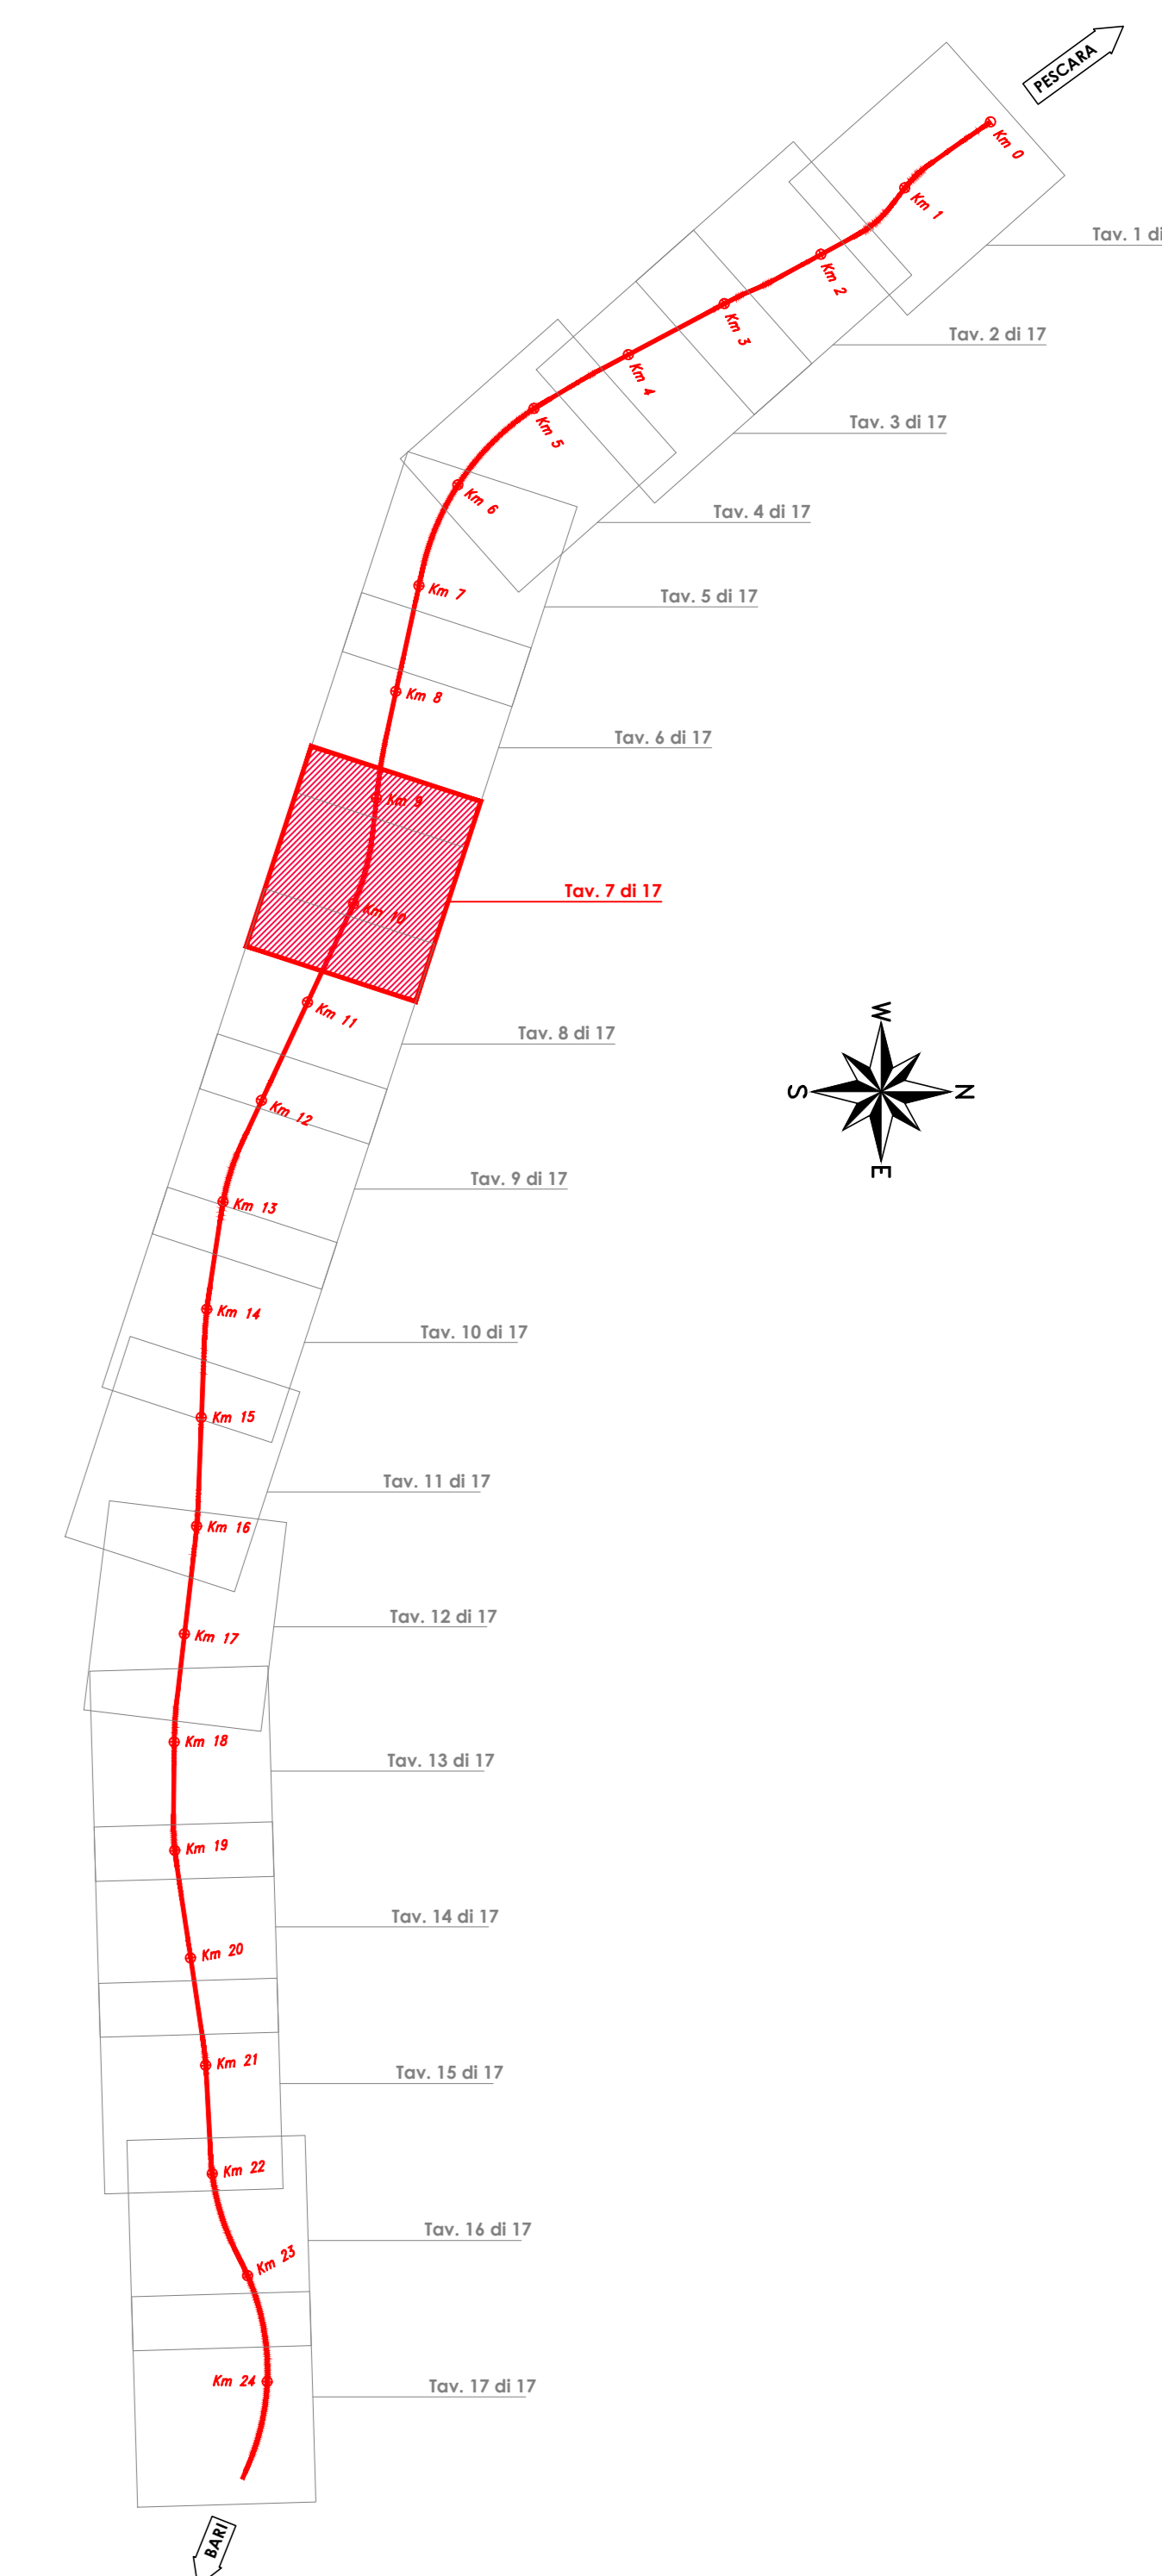 PESCARA
Km 0
Km 1
Tav. 1 di
Km 2
Km 3
Tav. 2 di 17
Km 4
Km 5
Tav. 3 di 17
Km 6
Tav. 4 di 17
Km 7
Tav. 5 di 17
Km 8
Tav. 6 di 17
Km 9
Tav. 7 di 17
Km 10
Km 11
W
Tav. 8 di 17
S
N
Km 12
E
Tav. 9 di 17
Km 13
Km 14
Tav. 10 di 17
Km 15
Tav. 11 di 17
Km 16
Tav. 12 di 17
Km 17
Km 18
Tav. 13 di 17
Km 19
Tav. 14 di 17
Km 20
Km 21
Tav. 15 di 17
Km 22
Tav. 16 di 17
Km 23
Km 24
Tav. 17 di 17
BARI